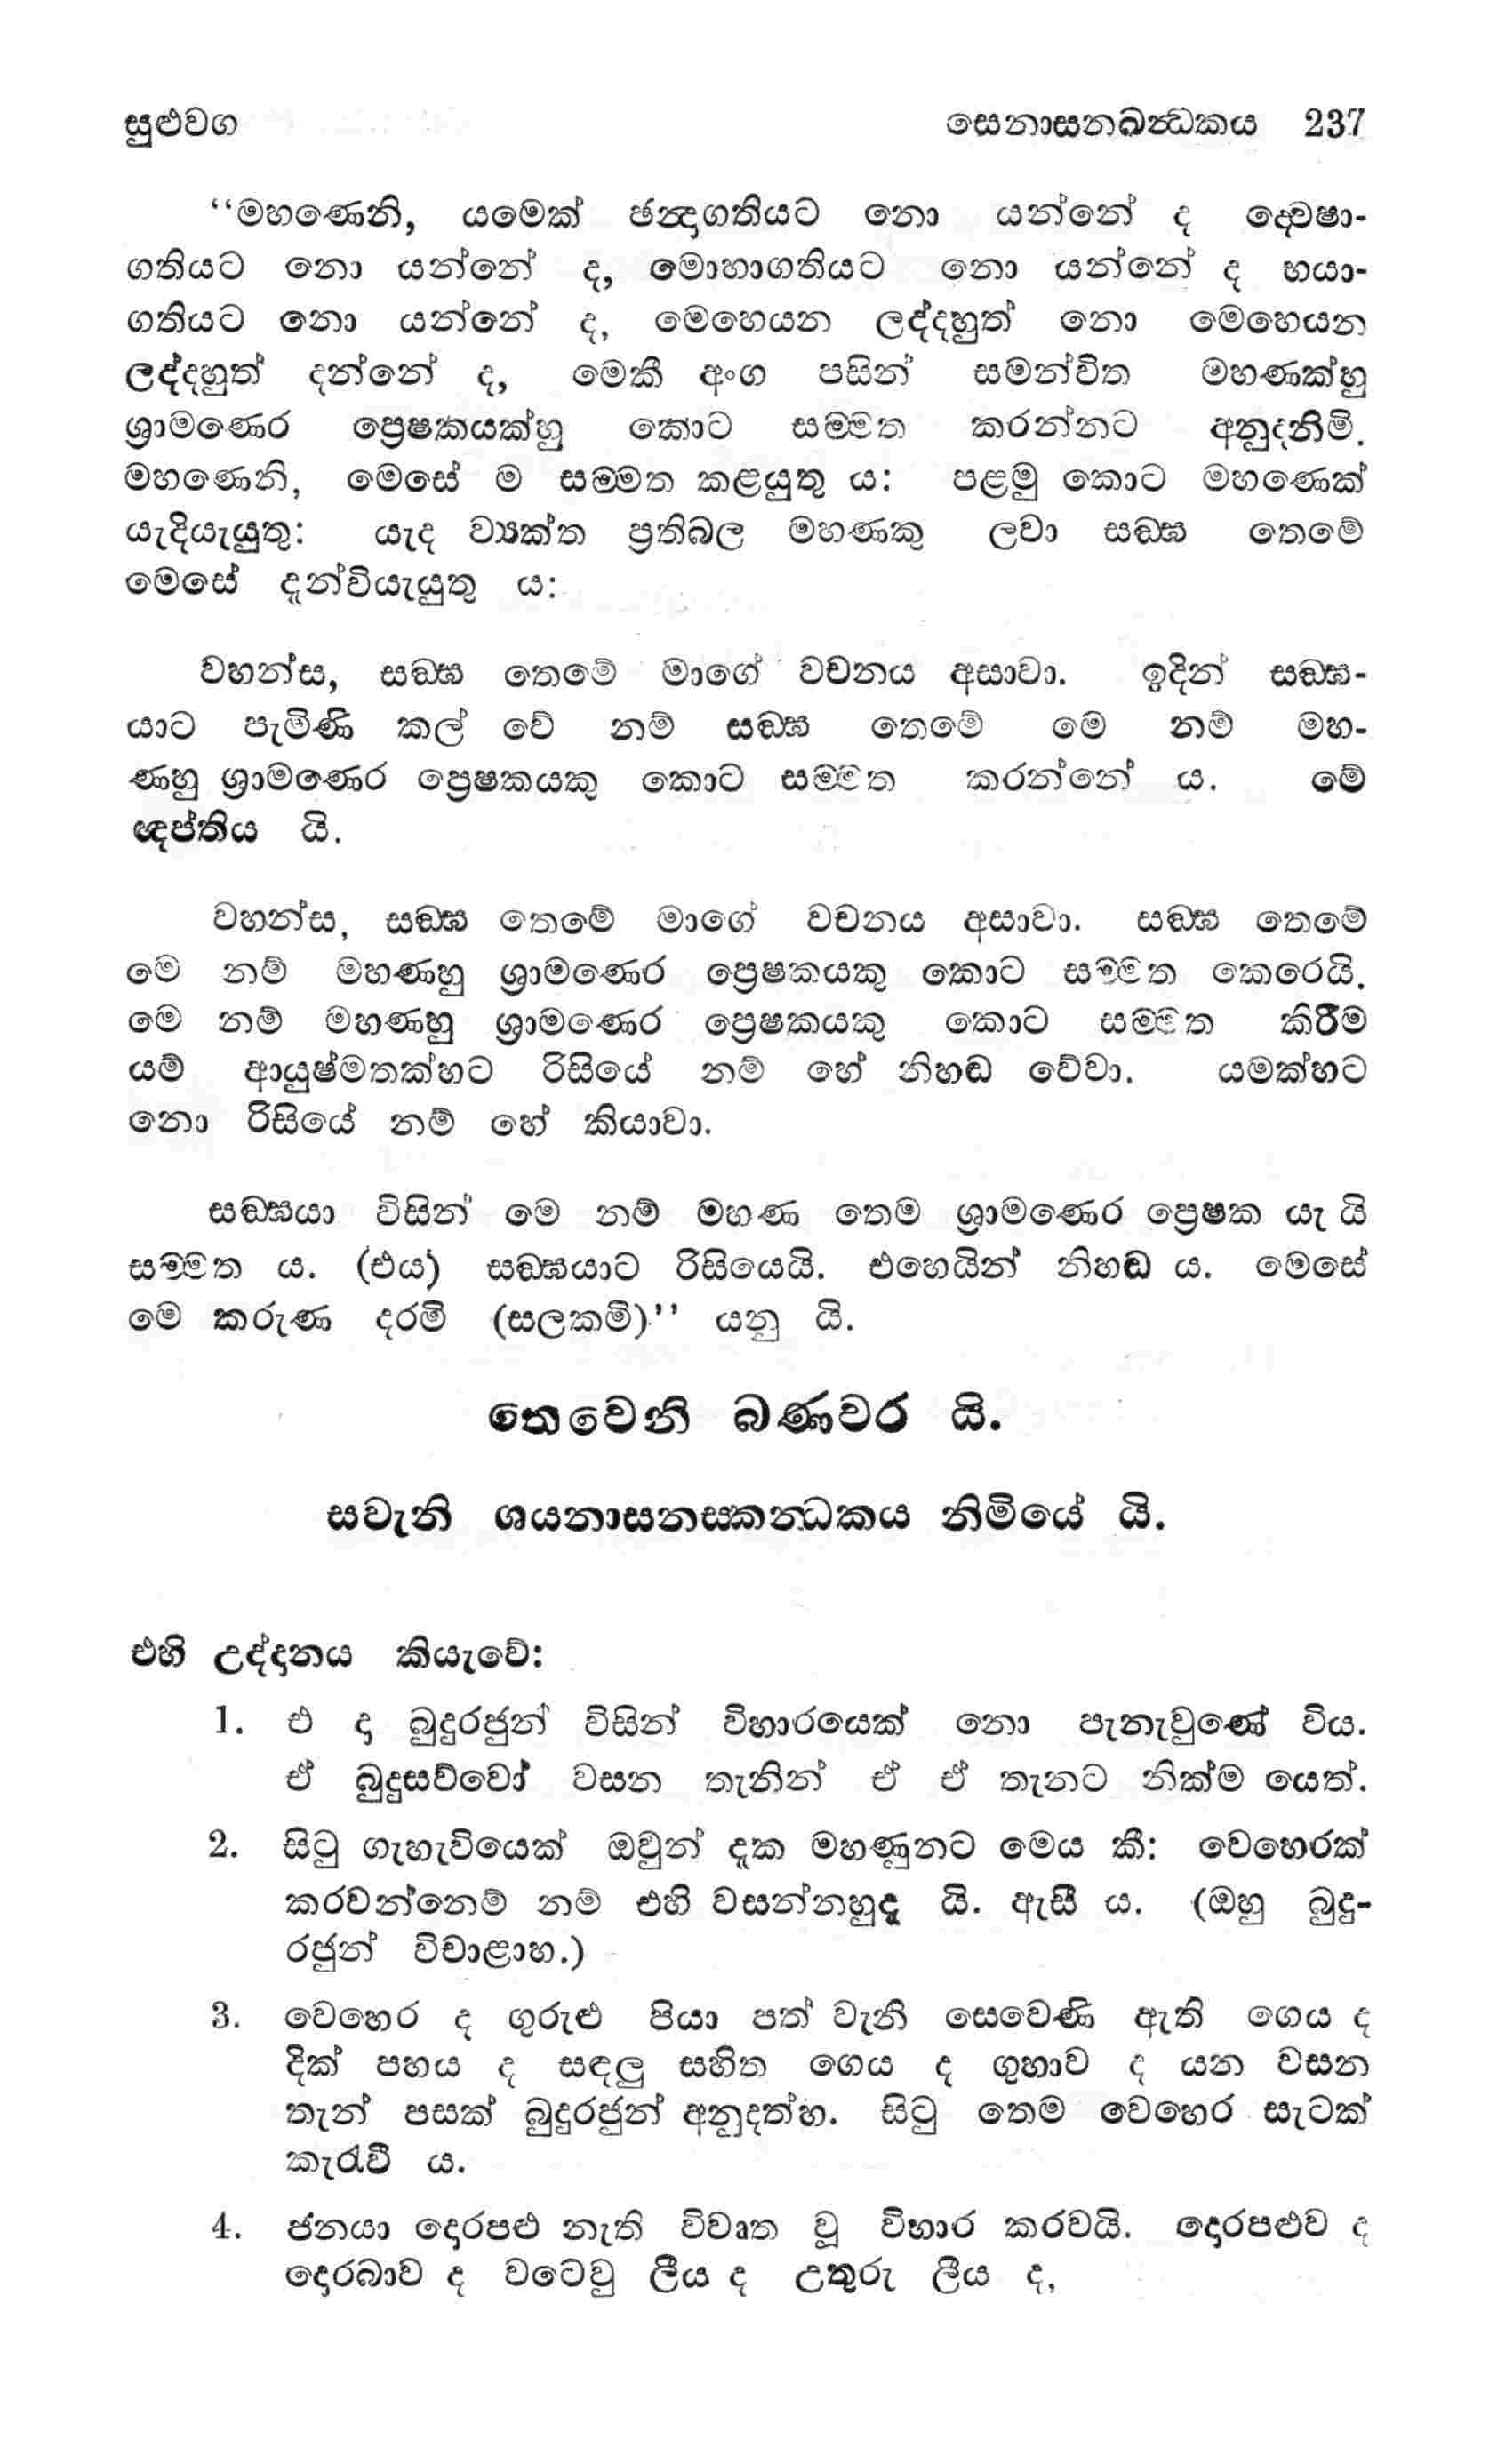 සුළුවග සෙනාසනඛන්‍ධකය 237
“මහණෙනි, යමෙක් ඡන්‍දාගතියට නො යන්නේ ද ද්‍වෙෂා-
ගතියට නො යන්නේ ද, මොහාගතියට නො යන්නේ ද භයා-
ගතියට නො යන්නේ ද, මෙහෙයන ලද්දහුත් නො මෙහෙයන
ලද්දහුත් දන්නේ ද, මෙකී අංග පසින් සමන්විත මහණක්හු
ශ්‍රාමණෙර ප්‍රෙෂකයක්හු කොට සම්මත කරන්නට අනුදනිමි.
මහණෙනි, මෙසේ ම සම්මත කළයුතු ය: පළමු කොට මහණෙක්
යැදියැයුතු: යැද ව්‍යක්ත ප්‍රතිබල මහණකු ලවා සඞ්ඝ තෙමේ
මෙසේ දැන්වියැයුතු ය:
වහන්ස, සඞ්ඝ තෙමේ මාගේ වචනය අසාවා. ඉදින් සඞ්ඝ-
යාට පැමිණි කල් වේ නම් සඞ්ඝ තෙමේ මෙ නම් මහ-
ණහු ශ්‍රාමණෙර ප්‍රෙෂකයකු කොට සම්මත කරන්නේ ය. මේ
ඥප්තිය යි.
වහන්ස, සඞ්ඝ තෙමේ මාගේ වචනය අසාවා. සඞ්ඝ තෙමේ
මෙ නම් මහණහු ශ්‍රාමණෙර ප්‍රෙෂකයකු කොට සම්මත කෙරෙයි.
මෙ නම් මහණහු ශ්‍රාමණෙර ප්‍රෙෂකයකු කොට සම්මත කිරීම
යම් ආයුෂ්මතක්හට රිසියේ නම් හේ නිහඬ වේවා. යමක්හට
නො රිසියේ නම් හේ කියාවා.
සඞ්ඝයා විසින් මෙ නම් මහණ තෙම ශ්‍රාමණෙර ප්‍රෙෂක යැ යි
සම්මත ය. (එය) සඞ්ඝයාට රිසියෙයි. එහෙයින් නිහඬ ය. මෙසේ
මෙ කරුණ දරමි (සලකමි)” යනු යි.
තෙවෙනි බණවර යි.
සවැනි ශයනාසනස්කන්‍ධකය නිමියේ යි.
එහි උද්දානය කියැවේ:
1. එ දා බුදුරජුන් විසින් විහාරයෙක් නො පැනැවුණේ විය.
ඒ බුදුසව්වෝ වසන තැනින් ඒ ඒ තැනට නික්ම යෙත්.
2. සිටු ගැහැවියෙක් ඔවුන් දැක මහණුනට මෙය කී: වෙහෙරක්
කරවන්නෙම් නම් එහි වසන්නහුදැ යි. ඇසී ය. (ඔහු බුදු-
රජුන් විචාළාහ.)
3. වෙහෙර ද ගුරුළු පියා පත් වැනි සෙවෙණි ඇති ගෙය ද
දික් පහය ද සඳලු සහිත ගෙය ද ගුහාව ද යන වසන
තැන් පසක් බුදුරජුන් අනුදත්හ. සිටු තෙම වෙහෙර සැටක්
කැරැවී ය.
4. ජනයා දොරපළු නැති විවෘත වූ විහාර කරවයි. දොරපළුව ද
දොරබාව ද වටෙවු ලීය ද උතුරු ලීය ද,